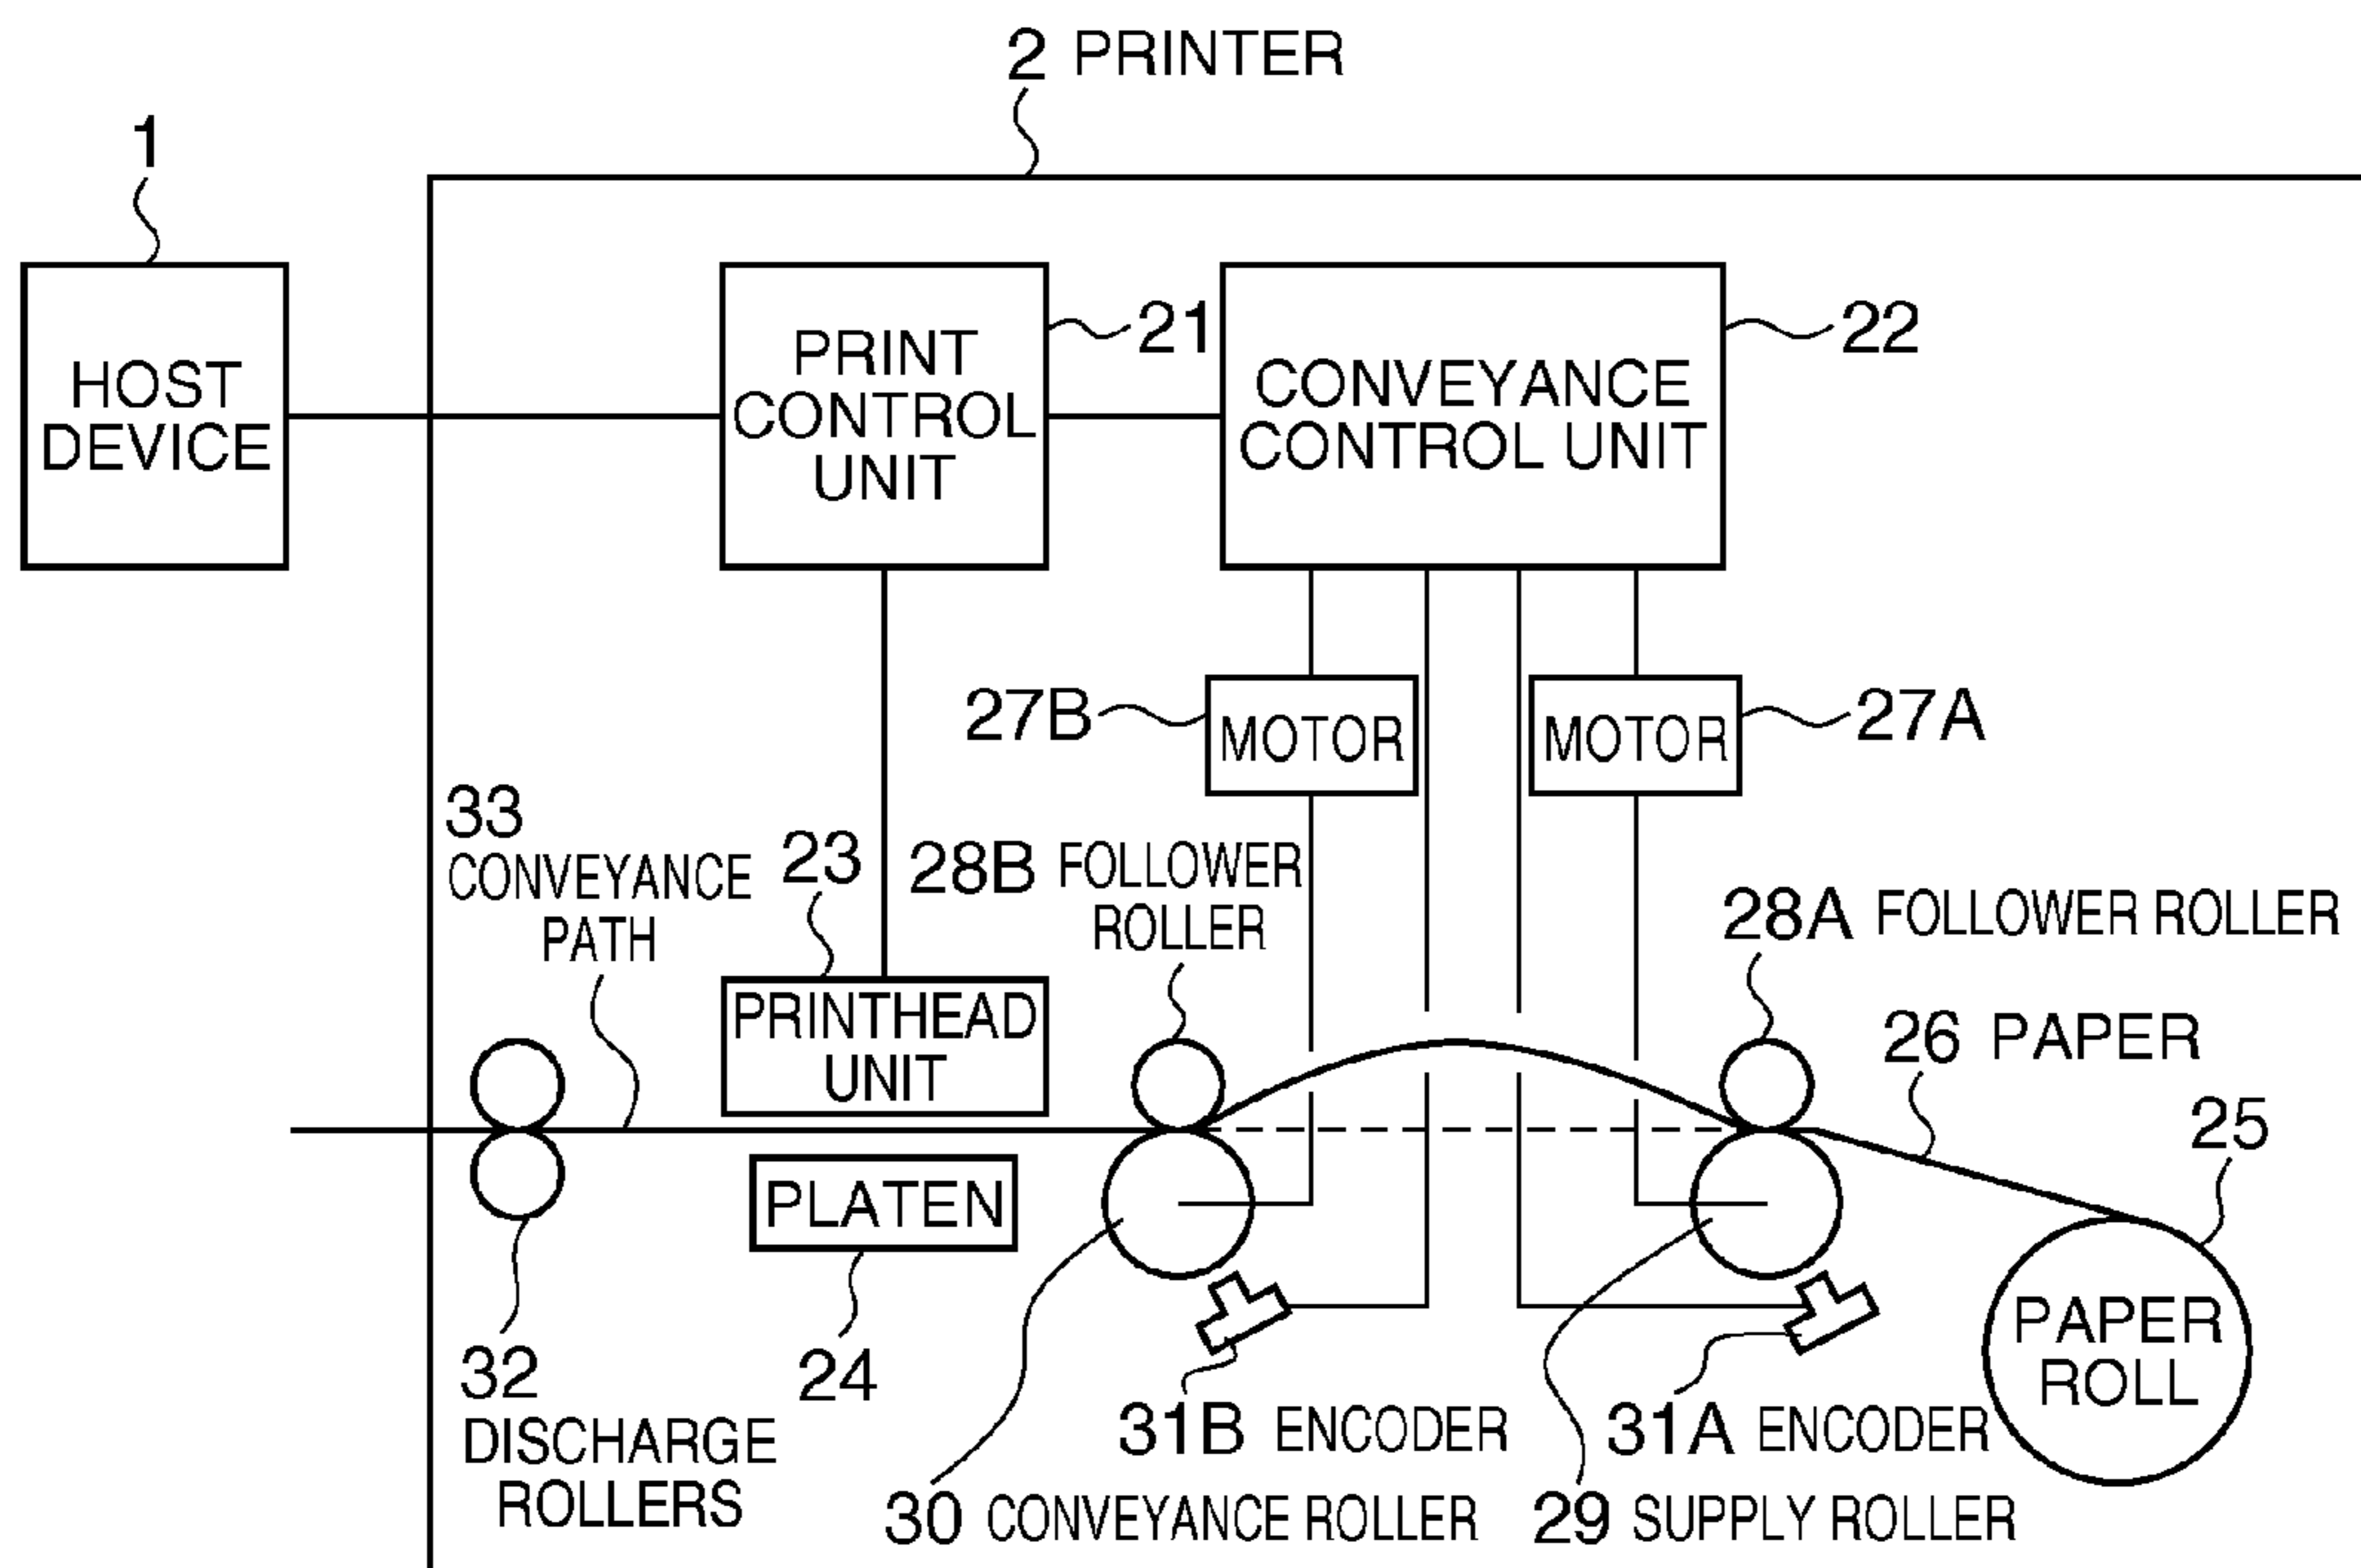 2 PRINTER
1
HOST
DEVICE
PRINT
CONTROL
UNIT
21
CONVEYANCE
CONTROL UNIT
22
27B
MOTOR
MOTOR
27A
33
CONVEYANCE
PATH
23
28B FOLLOWER
ROLLER
28A FOLLOWER ROLLER
PRINTHEAD
UNIT
26 PAPER
25
PLATEN
24
PAPER
ROLL
32
DISCHARGE
ROLLERS
31B ENCODER
31A ENCODER
30 CONVEYANCE ROLLER
29 SUPPLY ROLLER